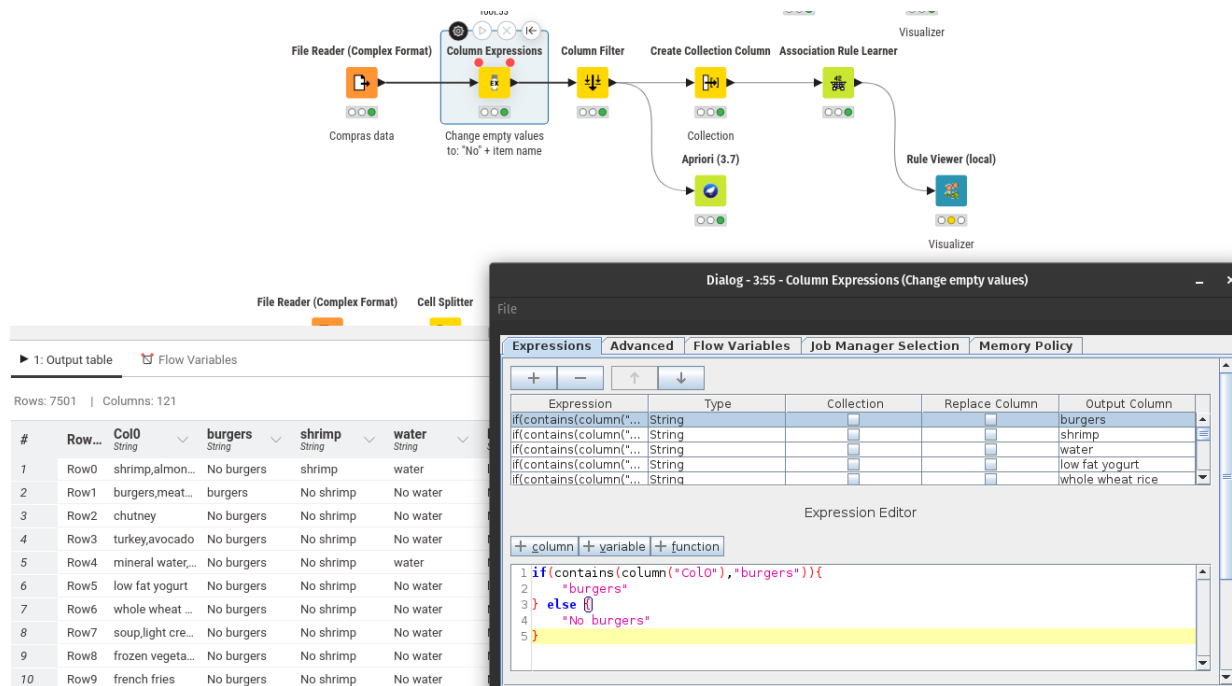 Visualizer
File Reader (Complex Format)
Column Expressions
Column Filter
Create Collection Column
Association Rule Learner
EX
Compras data
Change empty values
to: "No" + item name
Collection
Apriori (3.7)
Rule Viewer (local)
Visualizer
File Reader (Complex Format)
Cell Splitter
Dialog - 3:55 - Column Expressions (Change empty values)
File
1: Output table
Flow Variables
Rows: 7501 | Columns: 121
# Row... Col0 burgers shrimp water
String String String String
1 Row0 shrimp,almon... No burgers shrimp water
2 Row1 burgers,meat... burgers No shrimp No water
3 Row2 chutney No burgers No shrimp No water
4 Row3 turkey,avocado No burgers No shrimp No water
5 Row4 mineral water,... No burgers No shrimp water
6 Row5 low fat yogurt No burgers No shrimp No water
7 Row6 whole wheat ... No burgers No shrimp No water
8 Row7 soup,light cre... No burgers No shrimp No water
9 Row8 frozen vegeta... No burgers No shrimp No water
10 Row9 french fries No burgers No shrimp No water
Expressions Advanced Flow Variables Job Manager Selection Memory Policy
Expression Type Collection Replace Column Output Column
if(contains(column("... String burgers
if(contains(column("... String shrimp
if(contains(column("... String water
if(contains(column("... String low fat yogurt
if(contains(column("... String whole wheat rice
Expression Editor
+ column + variable + function
1 if(contains(column("Col0"),"burgers")){
2 "burgers"
3 } else {
4 "No burgers"
5 }